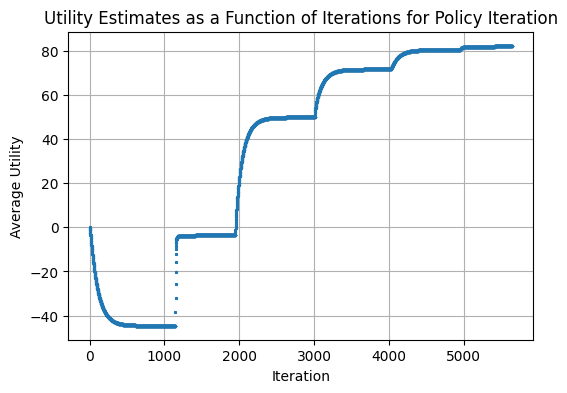 Utility Estimates as a Function of Iterations for Policy Iteration
80
60
40
20
0
−20
−40
Average Utility
0 1000 2000 3000 4000 5000
Iteration